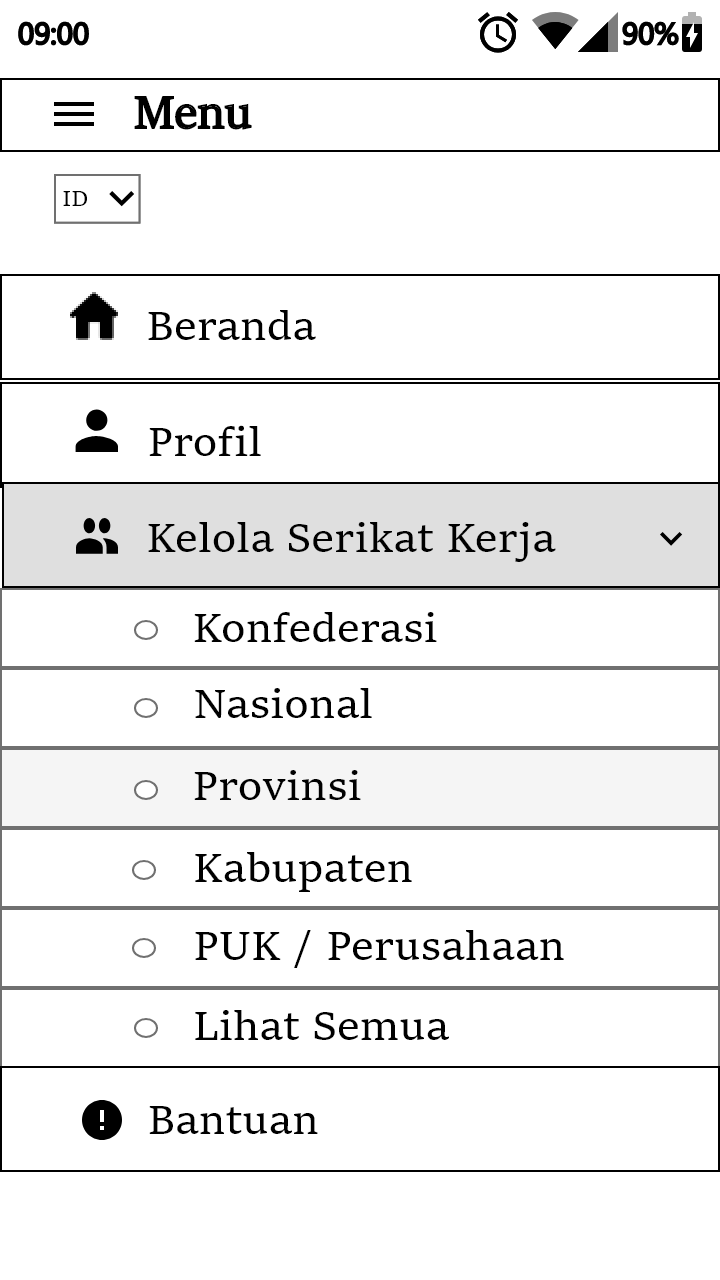 09:00 90%
Menu
ID
Beranda
Profil
Kelola Serikat Kerja
Konfederasi
Nasional
Provinsi
Kabupaten
PUK / Perusahaan
Lihat Semua
Bantuan